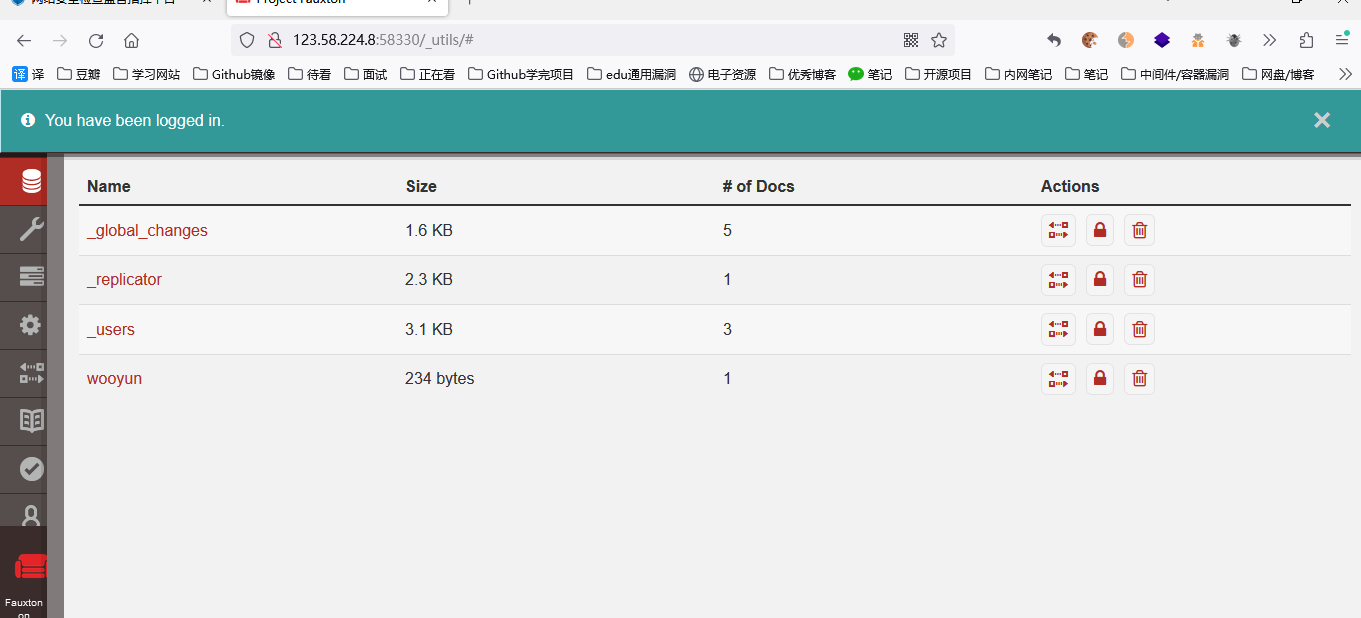 Project Fauxton
123.58.224.8:58330/_utils/#
译 译 豆瓣 学习网站 Github镜像 待看 面试 正在看 Github学完项目 edu通用漏洞 电子资源 优秀博客 笔记 开源项目 内网笔记 笔记 中间件/容器漏洞 网盘/博客
You have been logged in.
Name Size # of Docs Actions
_global_changes 1.6 KB 5
_replicator 2.3 KB 1
_users 3.1 KB 3
wooyun 234 bytes 1
Fauxton
on